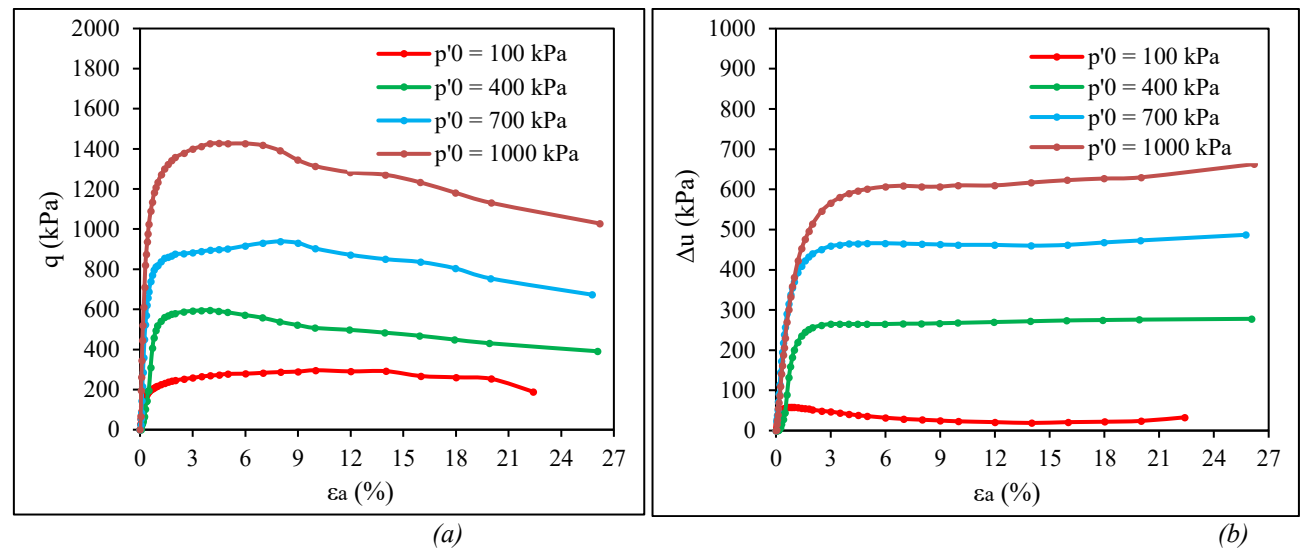 2000
1800
1600
1400
1200
1000
800
600
400
200
0
q (kPa)
p'0 = 100 kPa
p'0 = 400 kPa
p'0 = 700 kPa
p'0 = 1000 kPa
0 3 6 9 12 15 18 21 24 27
εa (%)
(a)
1000
900
800
700
600
500
400
300
200
100
0
Δu (kPa)
p'0 = 100 kPa
p'0 = 400 kPa
p'0 = 700 kPa
p'0 = 1000 kPa
0 3 6 9 12 15 18 21 24 27
εa (%)
(b)